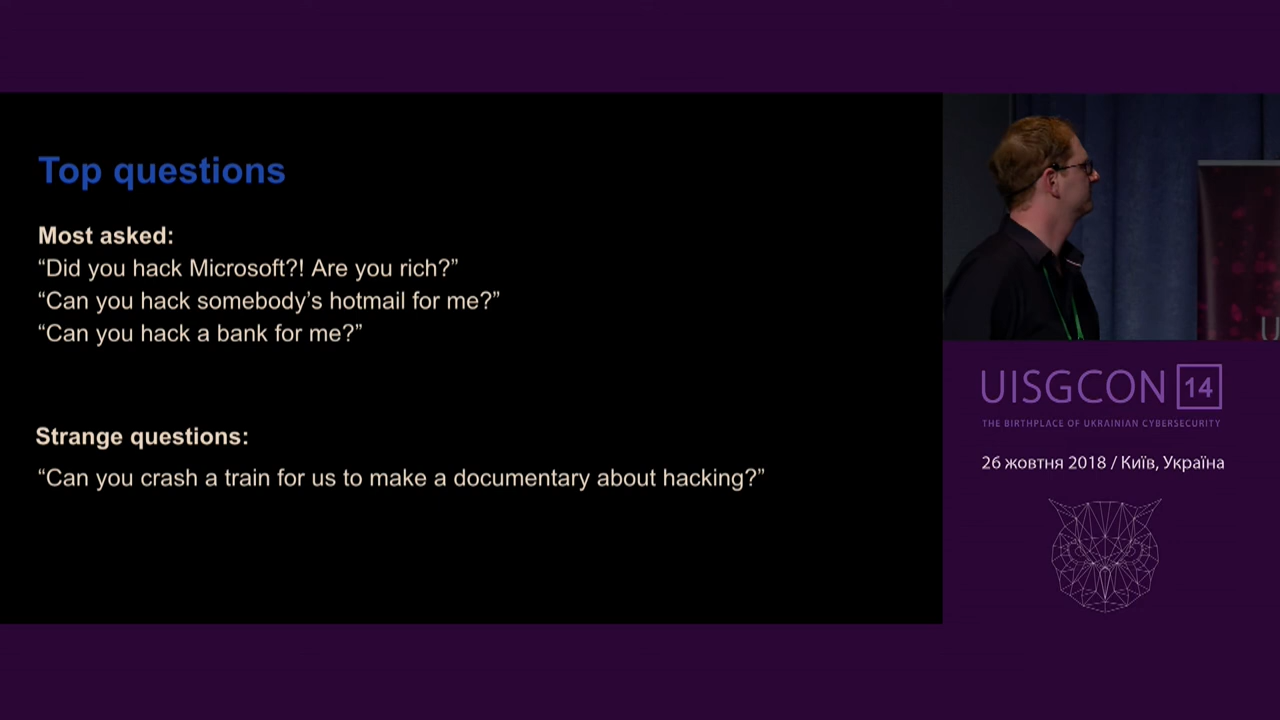 Top questions
Most asked:
“Did you hack Microsoft?! Are you rich?”
“Can you hack somebody’s hotmail for me?”
“Can you hack a bank for me?”
Strange questions:
“Can you crash a train for us to make a documentary about hacking?”
U
UISGCON 14
THE BIRTHPLACE OF UKRAINIAN CYBERSECURITY
26 жовтня 2018 / Київ, Україна